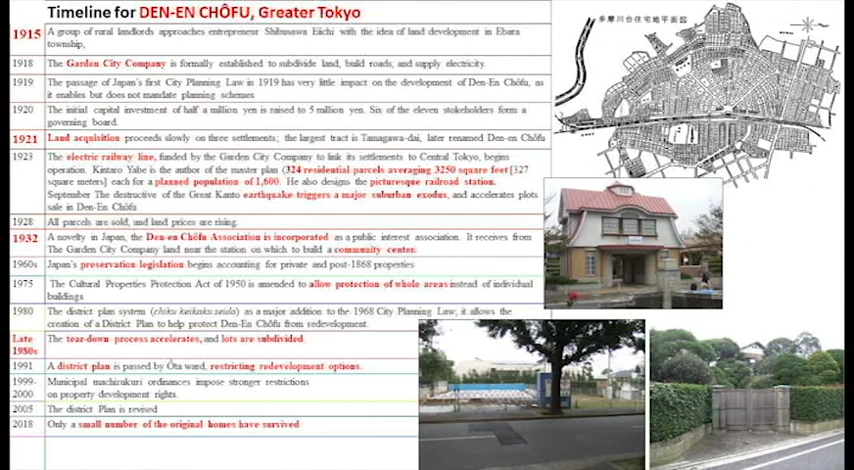 Timeline for DEN-EN CHÔFU, Greater Tokyo
多摩川台住宅地平面図
1915 A group of rural landlords approaches entrepreneur Shibusawa Eiichi with the idea of land development in Ebara
township,
1918 The Garden City Company is formally established to subdivide land, build roads, and supply electricity.
1919 The passage of Japan's first City Planning Law in 1919 has very little impact on the development of Den-En Chôfu, as
it enables but does not mandate planning schemes
1920 The initial capital investment of half a million yen is raised to 5 million yen. Six of the eleven stakeholders form a
governing board.
1921 Land acquisition proceeds slowly on three settlements; the largest tract is Tamagawa-dai, later renamed Den-en Chôfu
1923 The electric railway line, funded by the Garden City Company to link its settlements to Central Tokyo, begins
operation. Kintaro Yabe is the author of the master plan (324 residential parcels averaging 3250 square feet [327
square meters] each for a planned population of 1,600. He also designs the picturesque railroad station.
September The destructive of the Great Kanto earthquake triggers a major suburban exodus, and accelerates plots
sale in Den-En Chôfu
1928 All parcels are sold, and land prices are rising.
1932 A novelty in Japan, the Den-en Chôfu Association is incorporated as a public interest association. It receives from
The Garden City Company land near the station on which to build a community center.
1960s Japan's preservation legislation begins accounting for private and post-1868 properties
1975 The Cultural Properties Protection Act of 1950 is amended to allow protection of whole areas instead of individual
buildings
1980 The district plan system (chiku keikaku seido) as a major addition to the 1968 City Planning Law; it allows the
creation of a District Plan to help protect Den-En Chôfu from redevelopment.
Late The tear-down process accelerates, and lots are subdivided.
1980s
1991 A district plan is passed by Ôta ward, restricting redevelopment options.
1999- Municipal machizukuri ordinances impose stronger restrictions
2000 on property development rights.
2005 The district Plan is revised
2018 Only a small number of the original homes have survived